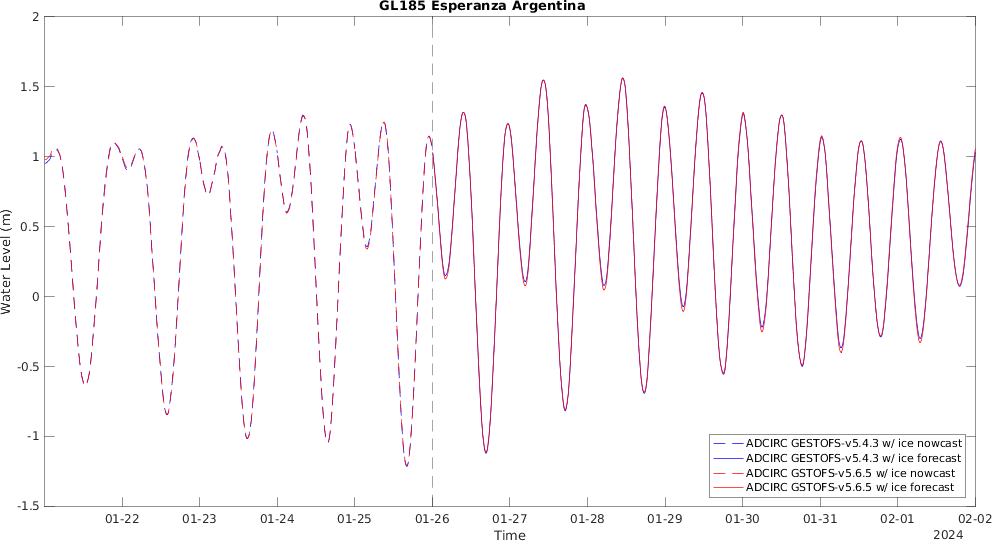 GL185 Esperanza Argentina
2
1.5
1
0.5
0
-0.5
-1
-1.5
Water Level (m)
ADCIRC GESTOFS-v5.4.3 w/ ice nowcast
ADCIRC GESTOFS-v5.4.3 w/ ice forecast
ADCIRC GSTOFS-v5.6.5 w/ ice nowcast
ADCIRC GSTOFS-v5.6.5 w/ ice forecast
01-22 01-23 01-24 01-25 01-26 01-27 01-28 01-29 01-30 01-31 02-01 02-02
Time
2024